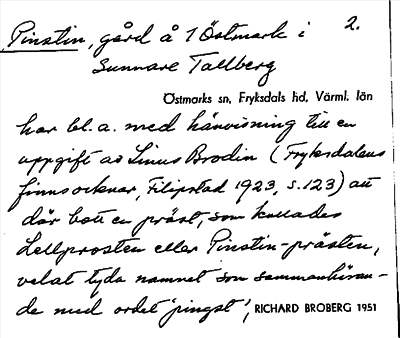 Pinstin, gård å 1 Östmark i 2.
Sunnare Tallberg
Östmarks sn, Fryksdals hd, Värml. län
har bl.a. med hänvisning till en
uppgift av Linus Brodin (Fryksdalens
finnsocknar, Filipstad 1923, s. 123) att
där bott en präst, som kallades
Lellprosten eller Pinstin-prästen,
velat tyda namnet som sammanhöran-
de med ordet 'pingst', RICHARD BROBERG 1951